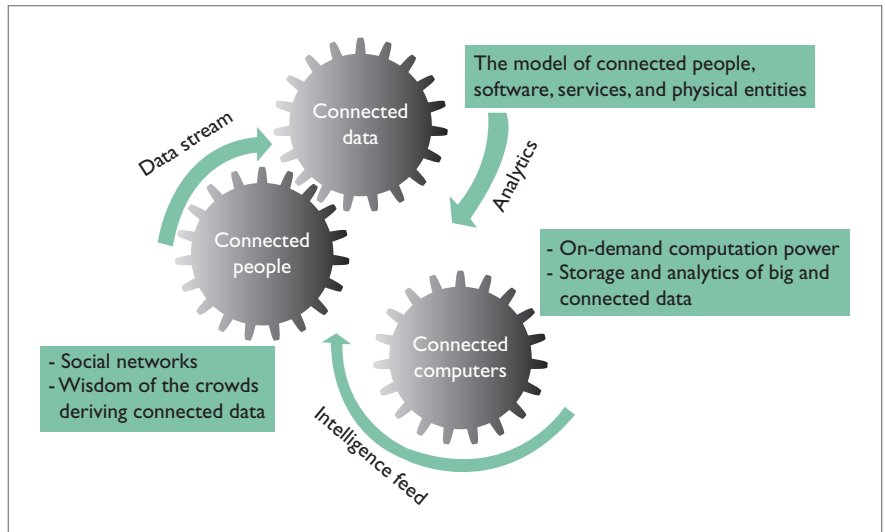 Connected
data
The model of connected people,
software, services, and physical entities
Data stream
Analytics
Connected
people
- On-demand computation power
- Storage and analytics of big and
connected data
Connected
computers
- Social networks
- Wisdom of the crowds
deriving connected data
Intelligence feed